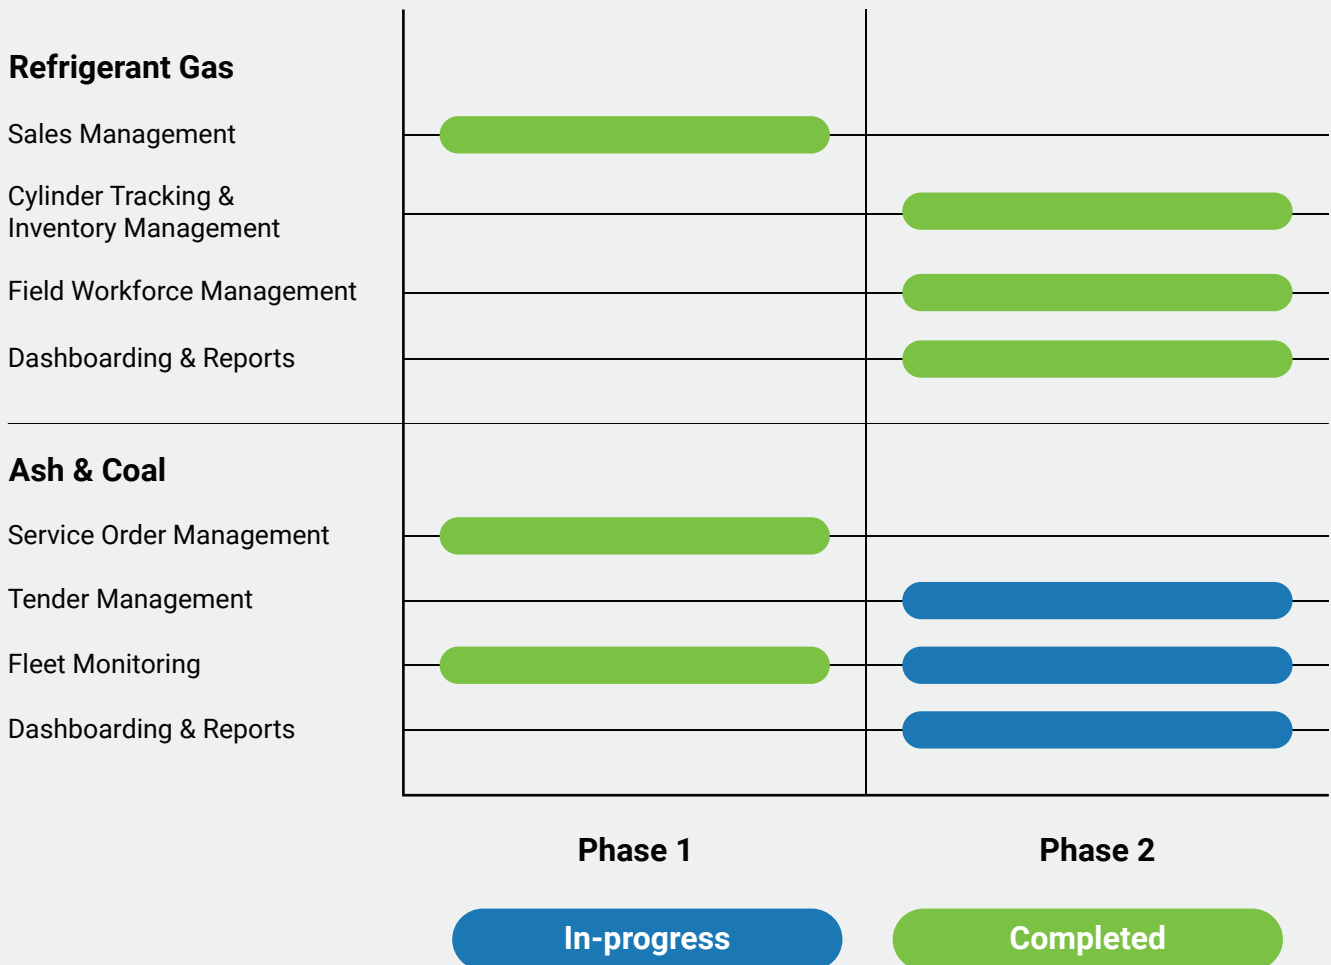 Refrigerant Gas
Sales Management
Cylinder Tracking &
Inventory Management
Field Workforce Management
Dashboarding & Reports
Ash & Coal
Service Order Management
Tender Management
Fleet Monitoring
Dashboarding & Reports
Phase 1
Phase 2
In-progress
Completed